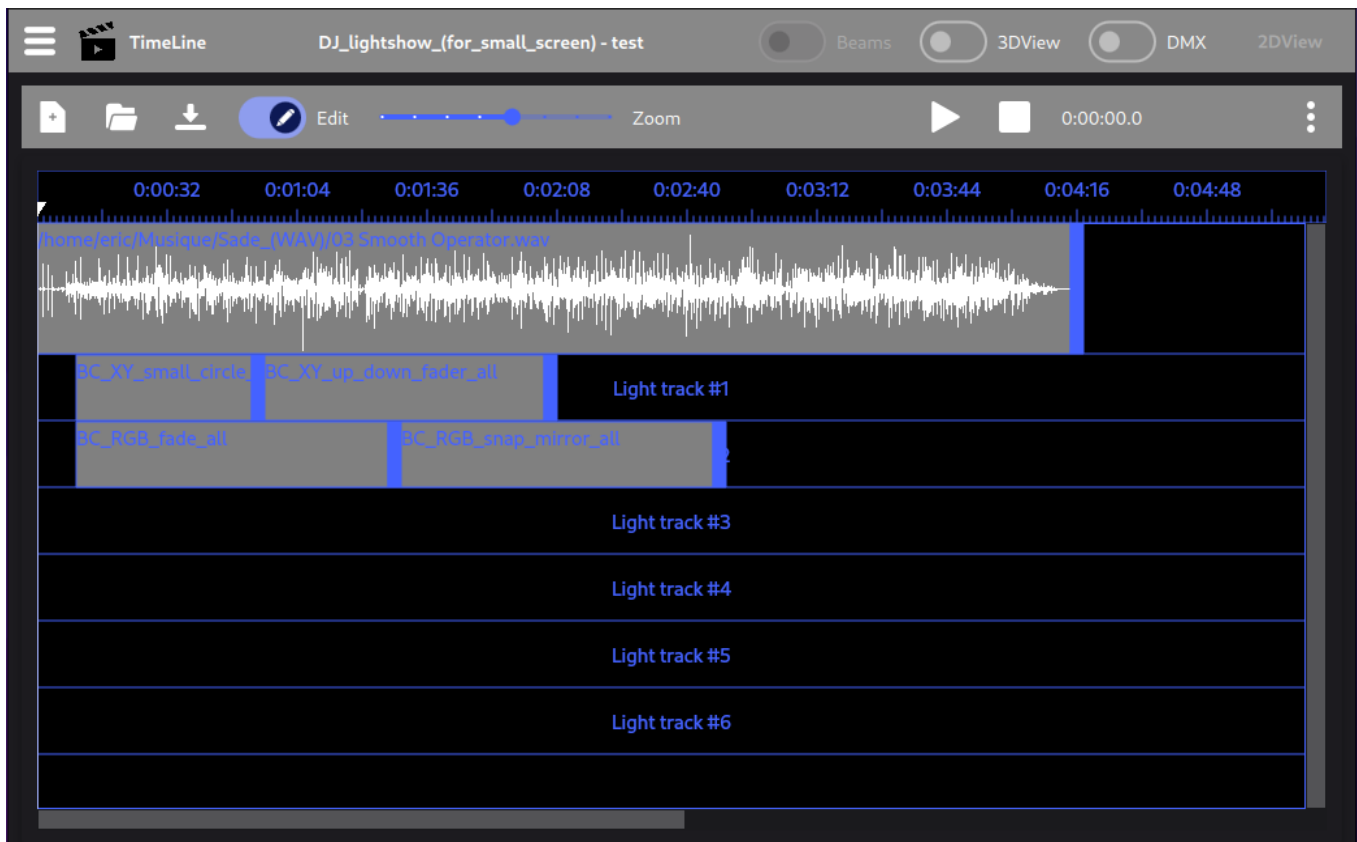 TimeLine DJ_lightshow_(for_small_screen) - test Beams 3DView DMX 2DView
Edit Zoom 0:00:00.0
0:00:32 0:01:04 0:01:36 0:02:08 0:02:40 0:03:12 0:03:44 0:04:16 0:04:48
/home/eric/Musique/Sade_(WAV)/03 Smooth Operator.wav
BC_XY_small_circle_ BC_XY_up_down_fader_all Light track #1
BC_RGB_fade_all BC_RGB_snap_mirror_all
Light track #3
Light track #4
Light track #5
Light track #6